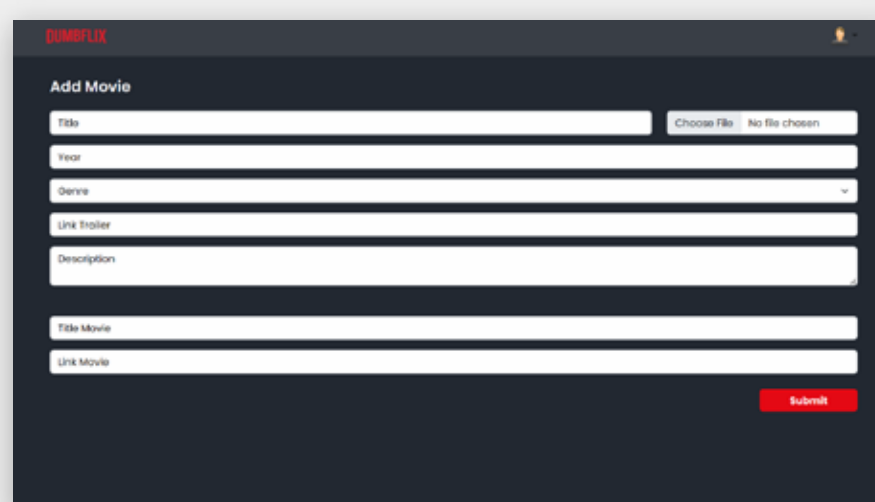 DUMBFLIX
Add Movie
Title Choose File No file chosen
Year
Genre
Link Trailer
Description
Title Movie
Link Movie
Submit